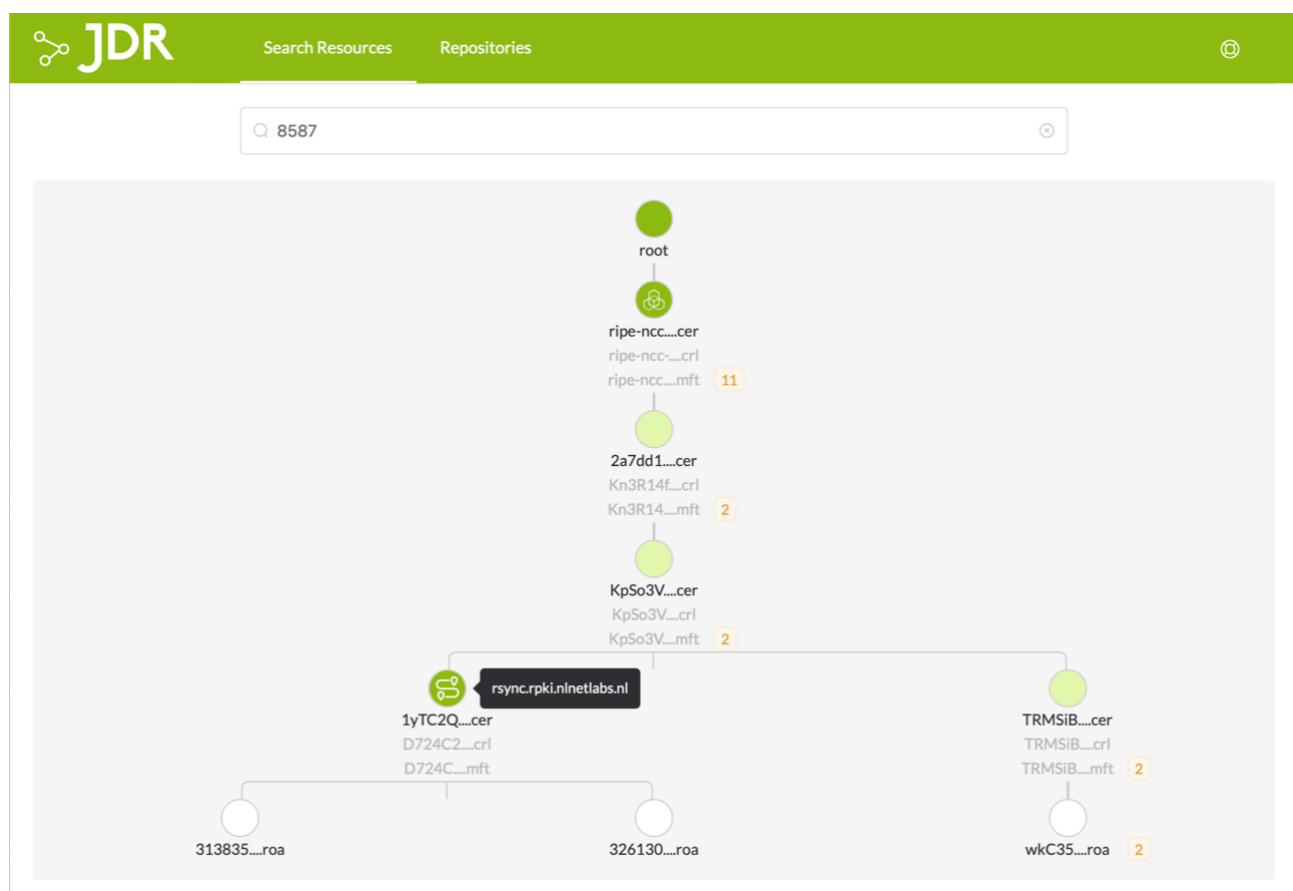 JDR Search Resources Repositories
8587
root
ripe-ncc....cer
ripe-ncc-....crl
ripe-ncc....mft 11
2a7dd1....cer
Kn3R14f....crl
Kn3R14....mft 2
KpSo3V....cer
KpSo3V....crl
KpSo3V....mft 2
rsync.rpki.nlnetlabs.nl
1yTC2Q....cer TRMSiB....cer
D724C2....crl TRMSiB....crl
D724C....mft TRMSiB....mft 2
313835....roa 326130....roa wkC35....roa 2